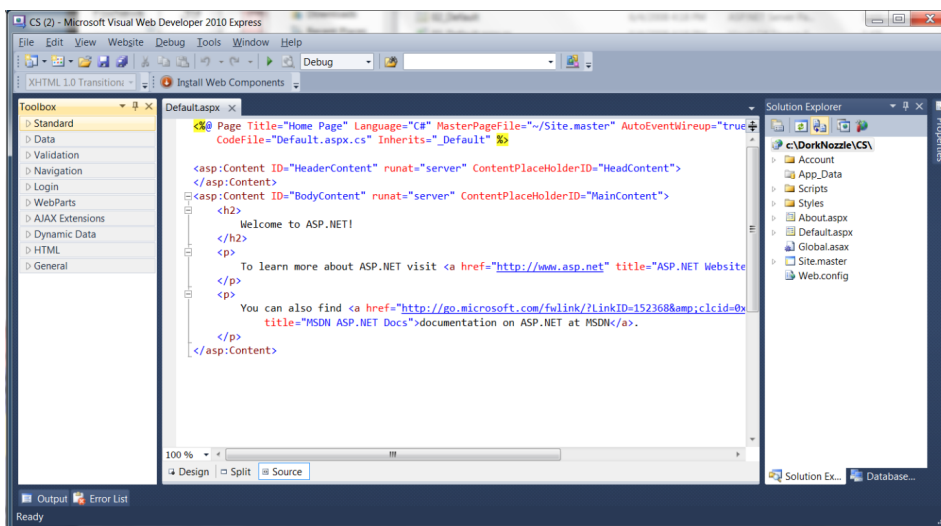 CS (2) - Microsoft Visual Web Developer 2010 Express
File Edit View Website Debug Tools Window Help
Debug
XHTML 1.0 Transitiona Install Web Components
Toolbox
Standard
Data
Validation
Navigation
Login
WebParts
AJAX Extensions
Dynamic Data
HTML
General
Default.aspx
<%@ Page Title="Home Page" Language="C#" MasterPageFile="~/Site.master" AutoEventWireup="true
CodeFile="Default.aspx.cs" Inherits="_Default" %>
<asp:Content ID="HeaderContent" runat="server" ContentPlaceHolderID="HeadContent">
</asp:Content>
<asp:Content ID="BodyContent" runat="server" ContentPlaceHolderID="MainContent">
<h2>
Welcome to ASP.NET!
</h2>
<p>
To learn more about ASP.NET visit <a href="http://www.asp.net" title="ASP.NET Website
</p>
<p>
You can also find <a href="http://go.microsoft.com/fwlink/?LinkID=152368&amp;clcid=0x
title="MSDN ASP.NET Docs">documentation on ASP.NET at MSDN</a>.
</p>
</asp:Content>
100 %
Design Split Source
Solution Explorer
c:\DorkNozzle\CS\
Account
App_Data
Scripts
Styles
About.aspx
Default.aspx
Global.asax
Site.master
Web.config
Solution Ex... Database...
Properties
Output Error List
Ready